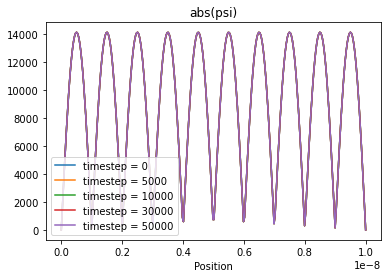 abs(psi)
14000
12000
10000
8000
6000
4000
2000
0
timestep = 0
timestep = 5000
timestep = 10000
timestep = 30000
timestep = 50000
0.0 0.2 0.4 0.6 0.8 1.0
Position 1e-8